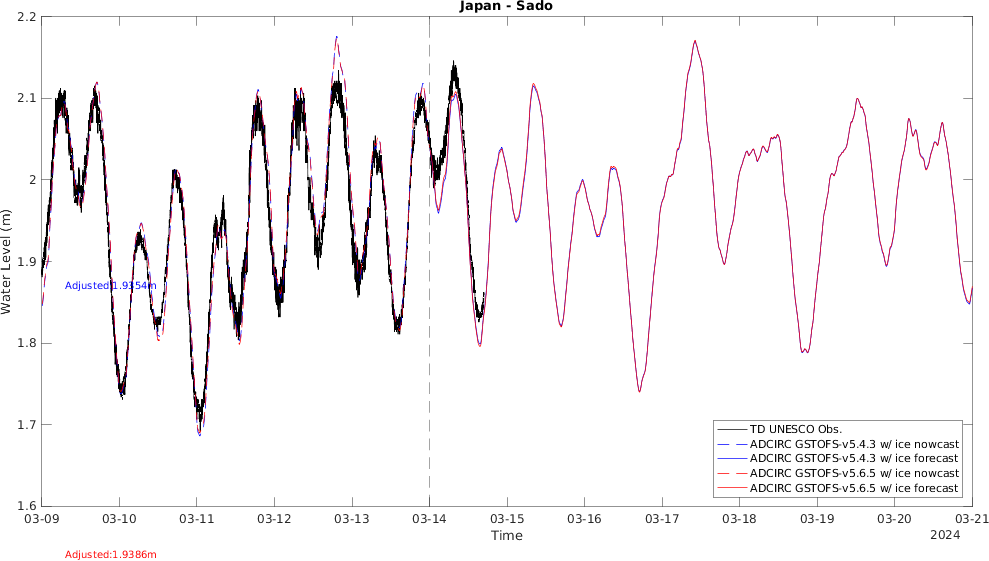 Japan - Sado
2.2
2.1
2
1.9
1.8
1.7
1.6
Water Level (m)
Adjusted:1.9354m
TD UNESCO Obs.
ADCIRC GSTOFS-v5.4.3 w/ ice nowcast
ADCIRC GSTOFS-v5.4.3 w/ ice forecast
ADCIRC GSTOFS-v5.6.5 w/ ice nowcast
ADCIRC GSTOFS-v5.6.5 w/ ice forecast
03-09 03-10 03-11 03-12 03-13 03-14 03-15 03-16 03-17 03-18 03-19 03-20 03-21
Time
2024
Adjusted:1.9386m